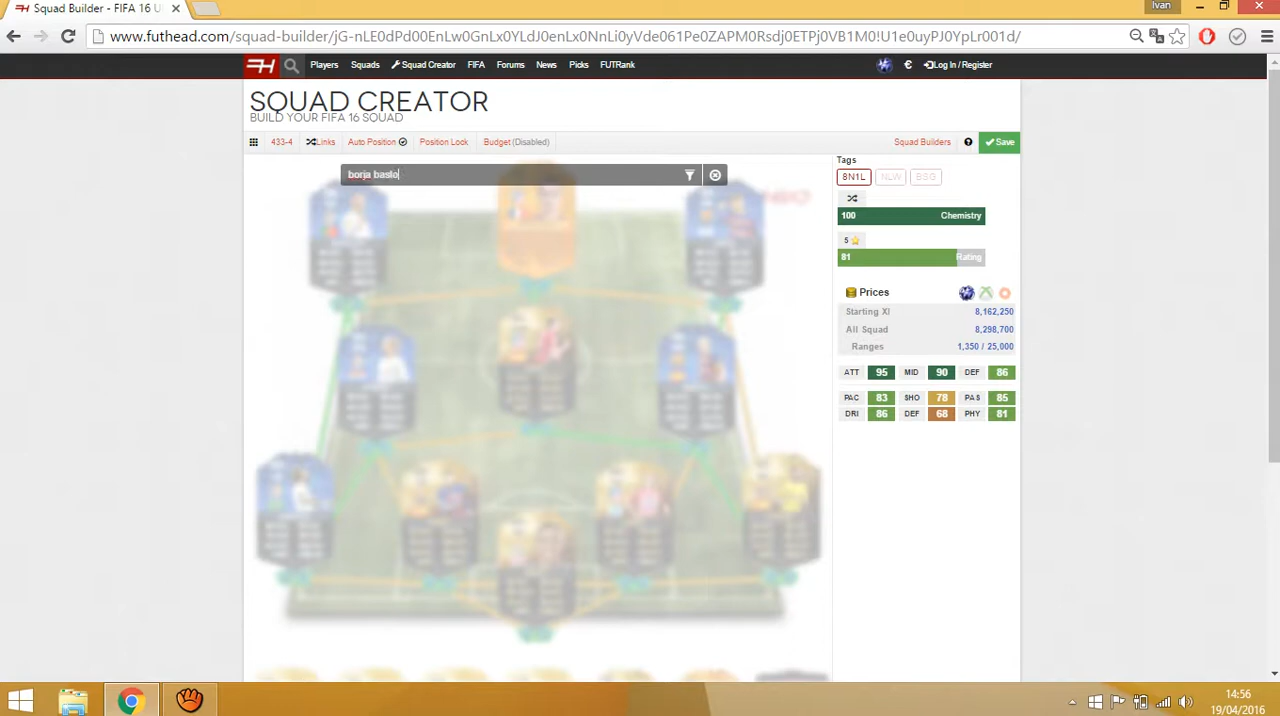 Squad Builder - FIFA 16 U
Ivan
www.futhead.com/squad-builder/jG-nLE0dPd00EnLw0GnLx0YLdJ0enLx0NnLi0yVde061Pe0ZAPM0Rsdj0ETPj0VB1M0!U1e0uyPJ0YpLr001d/
Players Squads Squad Creator FIFA Forums News Picks FUTRank € Log In / Register
SQUAD CREATOR
BUILD YOUR FIFA 16 SQUAD
433-4 Links Auto Position Position Lock Budget (Disabled) Squad Builders Save
borja baslo
Tags
8N1L NLW BSG
100 Chemistry
5
81 Rating
Prices
Starting XI 8,162,250
All Squad 8,298,700
Ranges 1,350 / 25,000
ATT 95 MID 90 DEF 86
PAC 83 SHO 78 PAS 85
DRI 86 DEF 68 PHY 81
14:56
19/04/2016